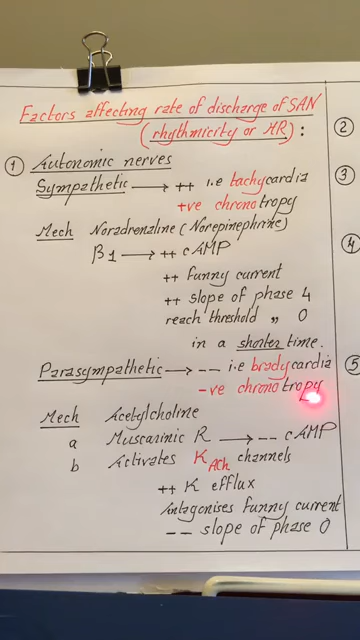 Factors affecting rate of discharge of SAN
(rhythmicity or HR):
① Autonomic nerves
Sympathetic → ++ i.e tachycardia
+ve chronotropy
Mech Noradrenaline (Norepinephrine)
β1 → ++ cAMP
++ funny current
++ slope of phase 4
reach threshold „ 0
in a shorter time.
Parasympathetic → -- i.e bradycardia
-ve chronotropy
Mech Acetylcholine
a Muscarinic R → -- cAMP
b Activates K ACh channels
++ K efflux
Antagonises funny current
-- slope of phase 0
②
③
④
⑤